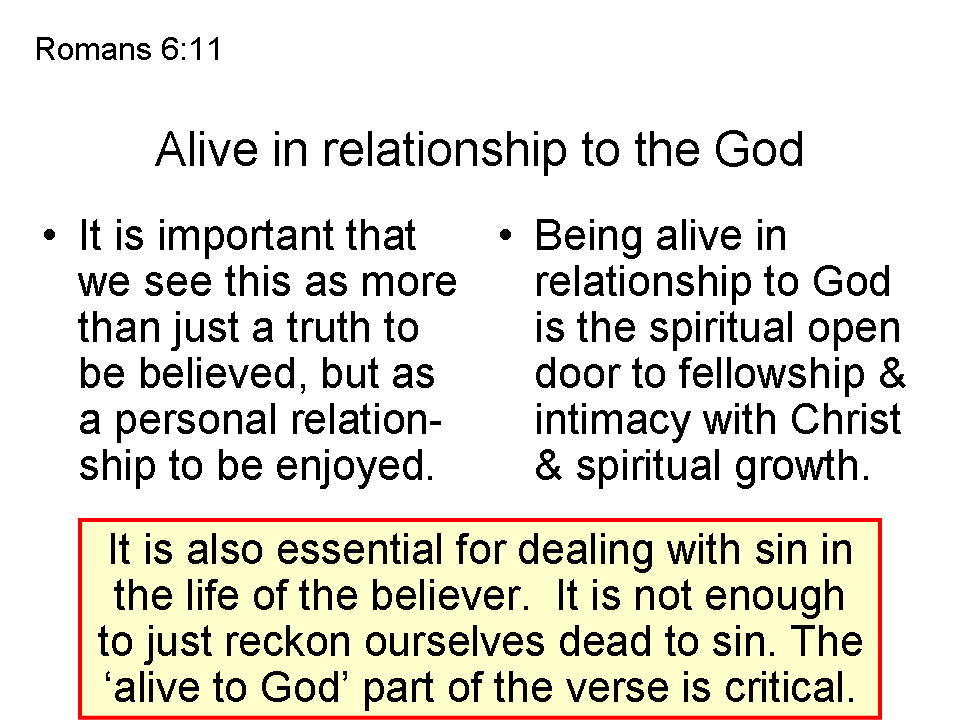 Romans 6:11
Alive in relationship to the God
• It is important that
we see this as more
than just a truth to
be believed, but as
a personal relation-
ship to be enjoyed.
• Being alive in
relationship to God
is the spiritual open
door to fellowship &
intimacy with Christ
& spiritual growth.
It is also essential for dealing with sin in
the life of the believer.  It is not enough
to just reckon ourselves dead to sin. The
‘alive to God’ part of the verse is critical.